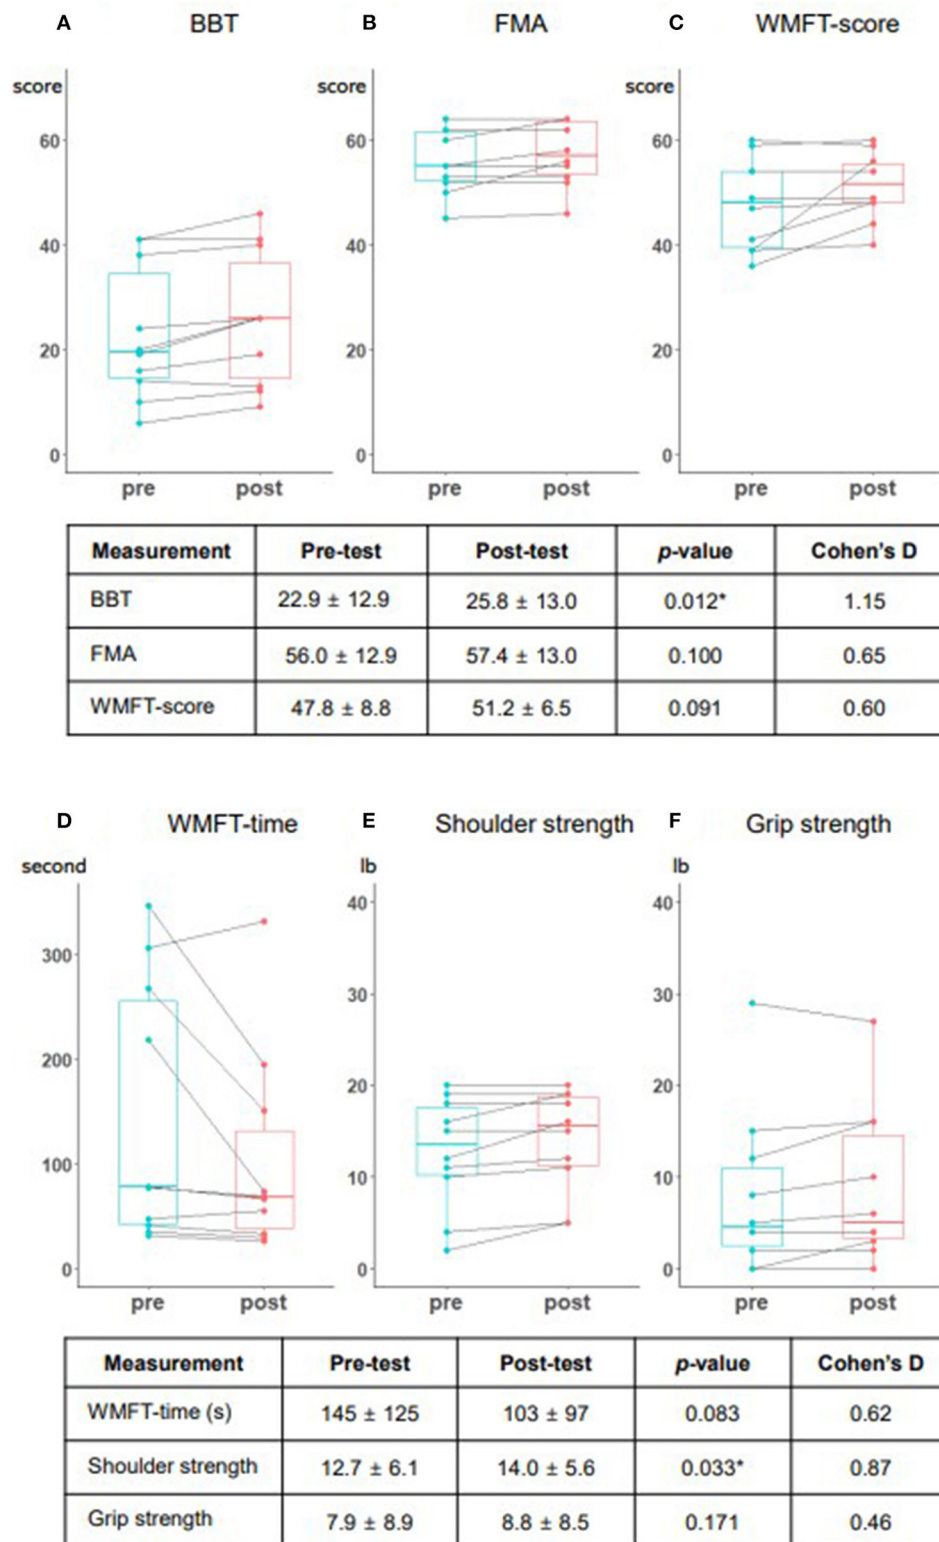 A BBT B FMA C WMFT-score
score score score
60 60 60
40 40 40
20 20 20
0 0 0
pre post pre post pre post
Measurement Pre-test Post-test p-value Cohen's D
BBT 22.9 ± 12.9 25.8 ± 13.0 0.012* 1.15
FMA 56.0 ± 12.9 57.4 ± 13.0 0.100 0.65
WMFT-score 47.8 ± 8.8 51.2 ± 6.5 0.091 0.60
D WMFT-time E Shoulder strength F Grip strength
second lb lb
40 40
300
30 30
200 20 20
100
10 10
0 0 0
pre post pre post pre post
Measurement Pre-test Post-test p-value Cohen's D
WMFT-time (s) 145 ± 125 103 ± 97 0.083 0.62
Shoulder strength 12.7 ± 6.1 14.0 ± 5.6 0.033* 0.87
Grip strength 7.9 ± 8.9 8.8 ± 8.5 0.171 0.46